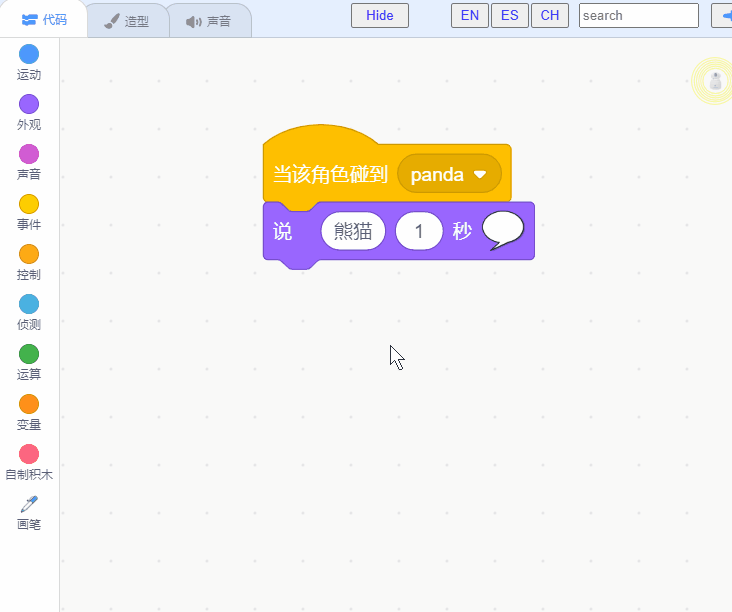 代码 造型 声音 Hide EN ES CH search
运动
外观
声音
事件
控制
侦测
运算
变量
自制积木
画笔
当该角色碰到 panda
说 熊猫 1 秒